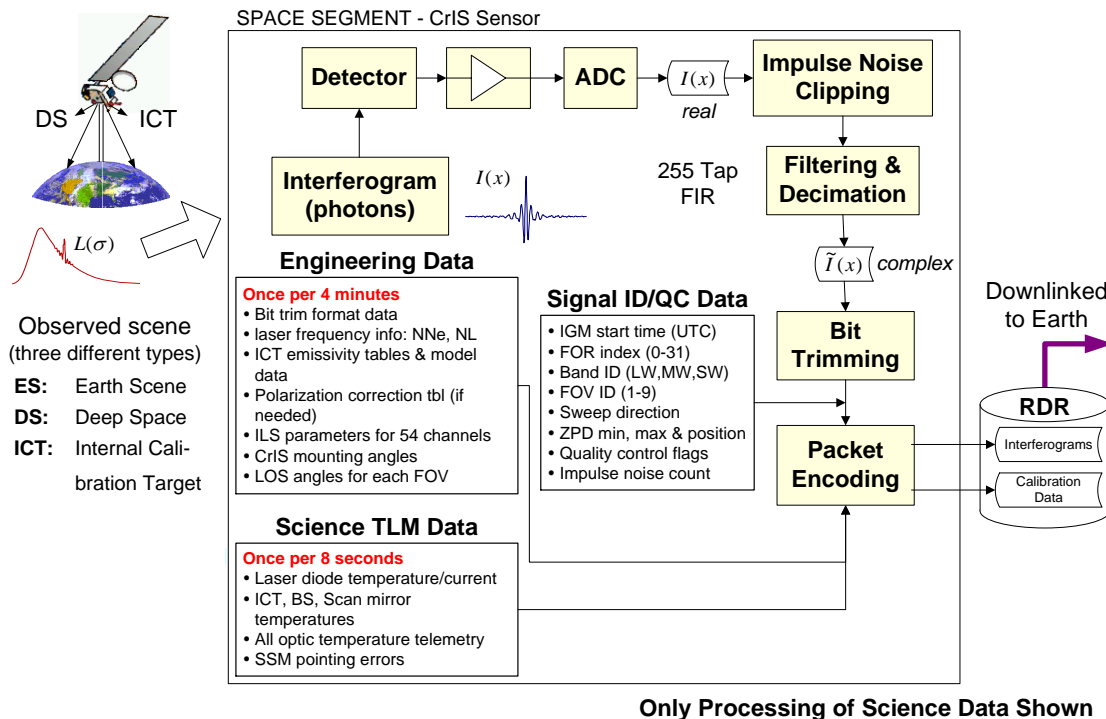 SPACE SEGMENT - CrIS Sensor
DS
ICT
L(σ)
Observed scene
(three different types)
ES: Earth Scene
DS: Deep Space
ICT: Internal Cali-
bration Target
Detector
ADC
I(x)
real
Impulse Noise
Clipping
Interferogram
(photons)
I(x)
255 Tap
FIR
Filtering &
Decimation
Ĩ(x)
complex
Engineering Data
Once per 4 minutes
• Bit trim format data
• laser frequency info: NNe, NL
• ICT emissivity tables & model
data
• Polarization correction tbl (if
needed)
• ILS parameters for 54 channels
• CrIS mounting angles
• LOS angles for each FOV
Signal ID/QC Data
• IGM start time (UTC)
• FOR index (0-31)
• Band ID (LW,MW,SW)
• FOV ID (1-9)
• Sweep direction
• ZPD min, max & position
• Quality control flags
• Impulse noise count
Bit
Trimming
Packet
Encoding
Science TLM Data
Once per 8 seconds
• Laser diode temperature/current
• ICT, BS, Scan mirror
temperatures
• All optic temperature telemetry
• SSM pointing errors
Downlinked
to Earth
RDR
Interferograms
Calibration
Data
Only Processing of Science Data Shown